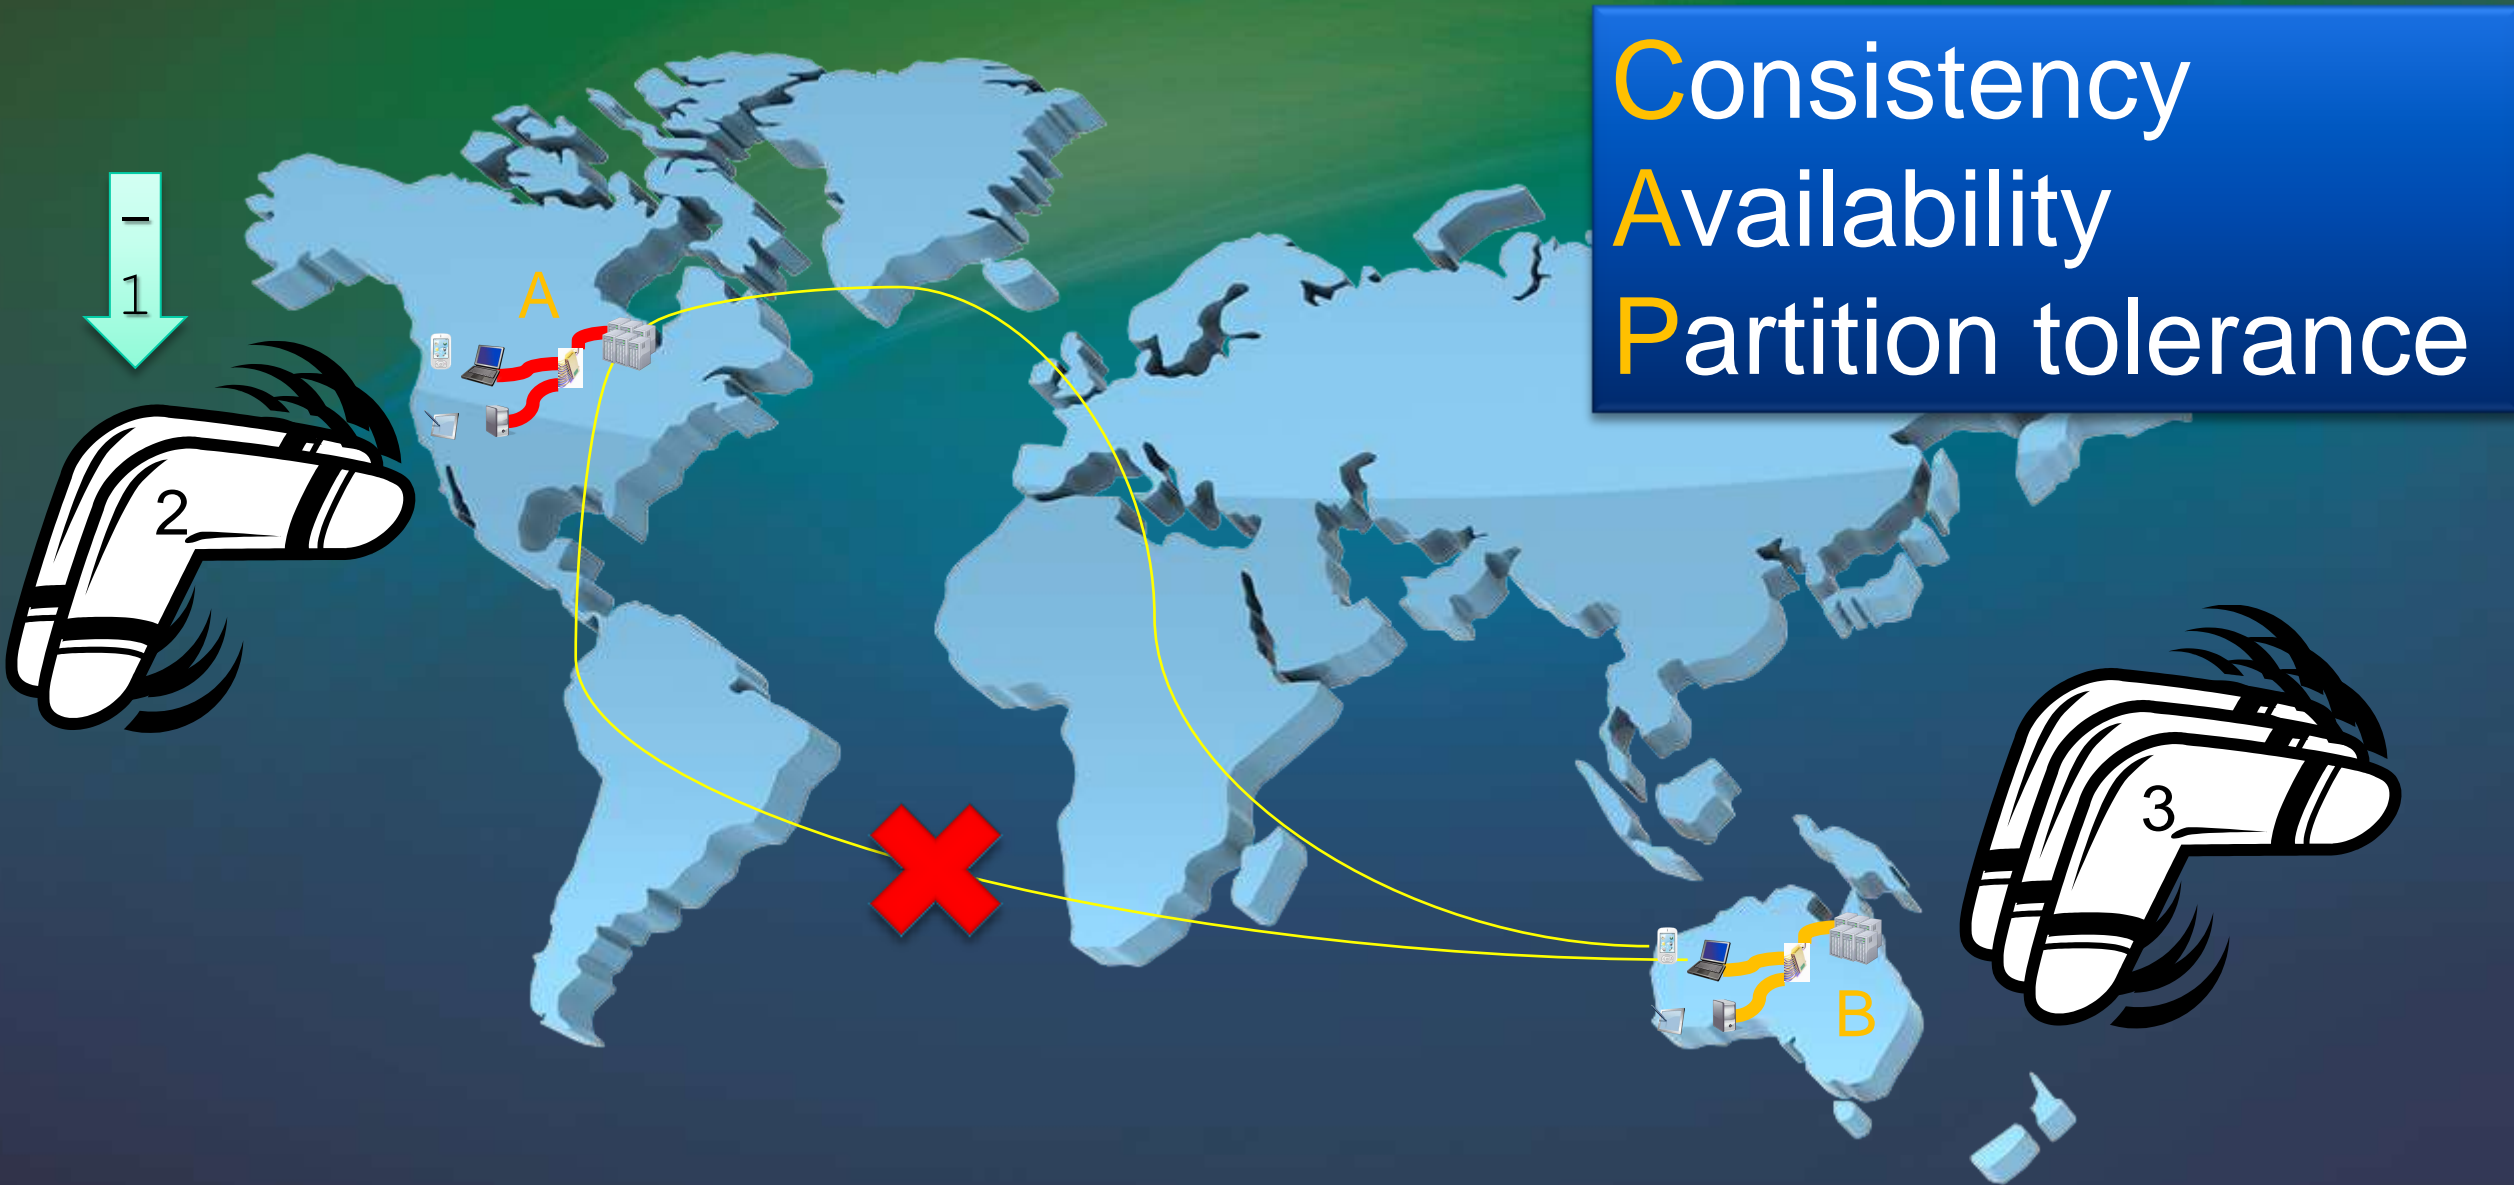 Consistency
Availability
Partition tolerance
–
1
A
2
3
B